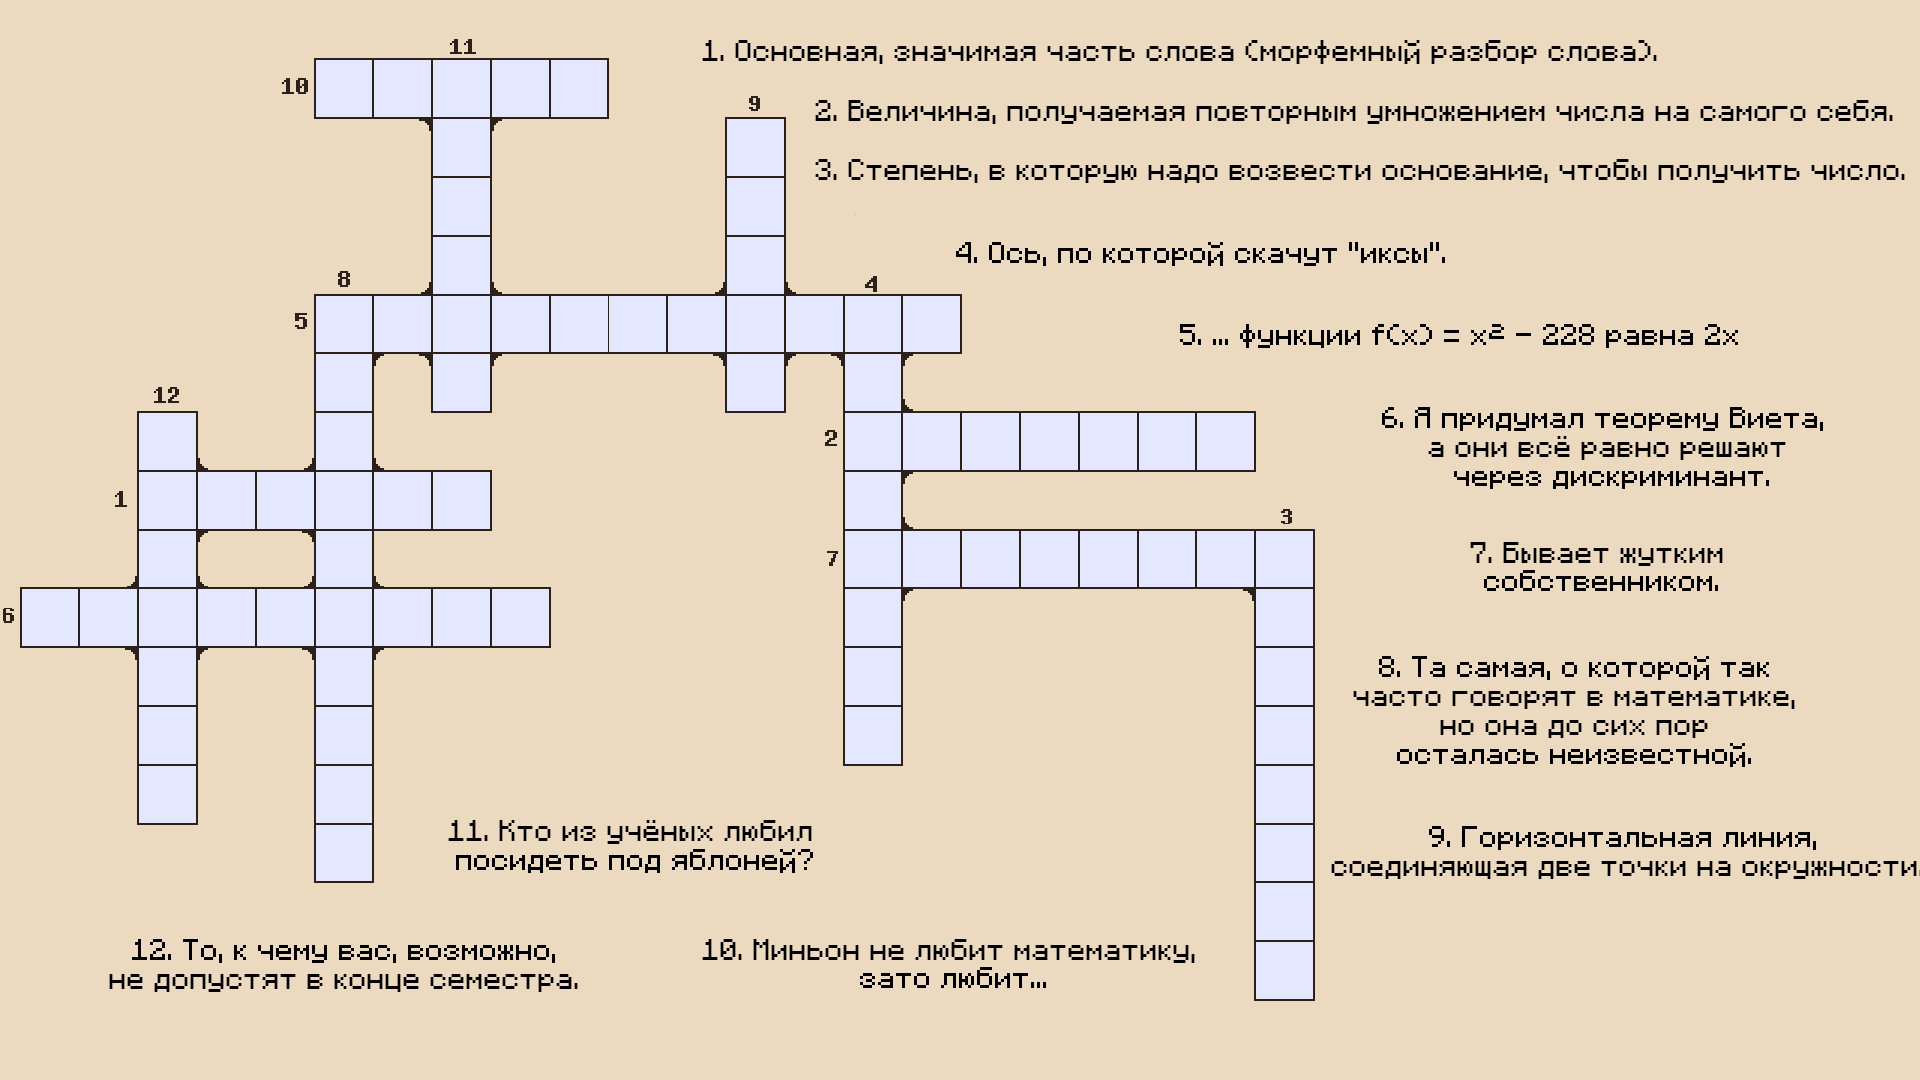 1. Основная, значимая часть слова (морфемный разбор слова).
2. Величина, получаемая повторным умножением числа на самого себя.
3. Степень, в которую надо возвести основание, чтобы получить число.
4. Ось, по которой скачут "иксы".
5. ... функции f(x) = x² - 228 равна 2x
6. Я придумал теорему Виета,
а они всё равно решают
через дискриминант.
7. Бывает жутким
собственником.
8. Та самая, о которой так
часто говорят в математике,
но она до сих пор
осталась неизвестной.
9. Горизонтальная линия,
соединяющая две точки на окружности.
11. Кто из учёных любил
посидеть под яблоней?
12. То, к чему вас, возможно,
не допустят в конце семестра.
10. Миньон не любит математику,
зато любит...
11
10
9
8
4
5
12
2
1
3
7
6